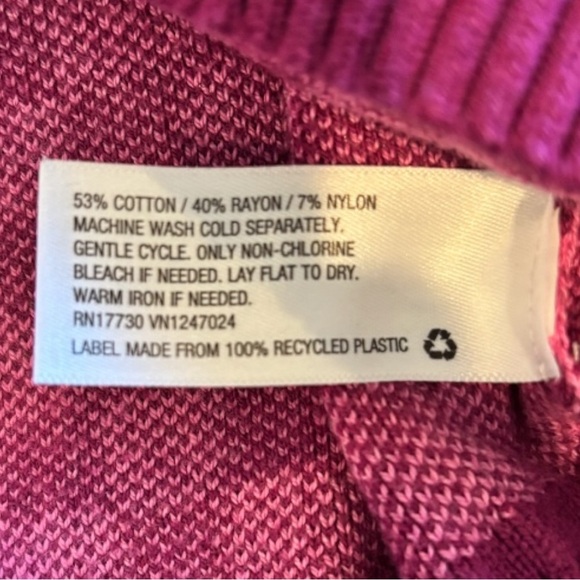 53% COTTON / 40% RAYON / 7% NYLON
MACHINE WASH COLD SEPARATELY.
GENTLE CYCLE. ONLY NON-CHLORINE
BLEACH IF NEEDED. LAY FLAT TO DRY.
WARM IRON IF NEEDED.
RN17730 VN1247024
LABEL MADE FROM 100% RECYCLED PLASTIC